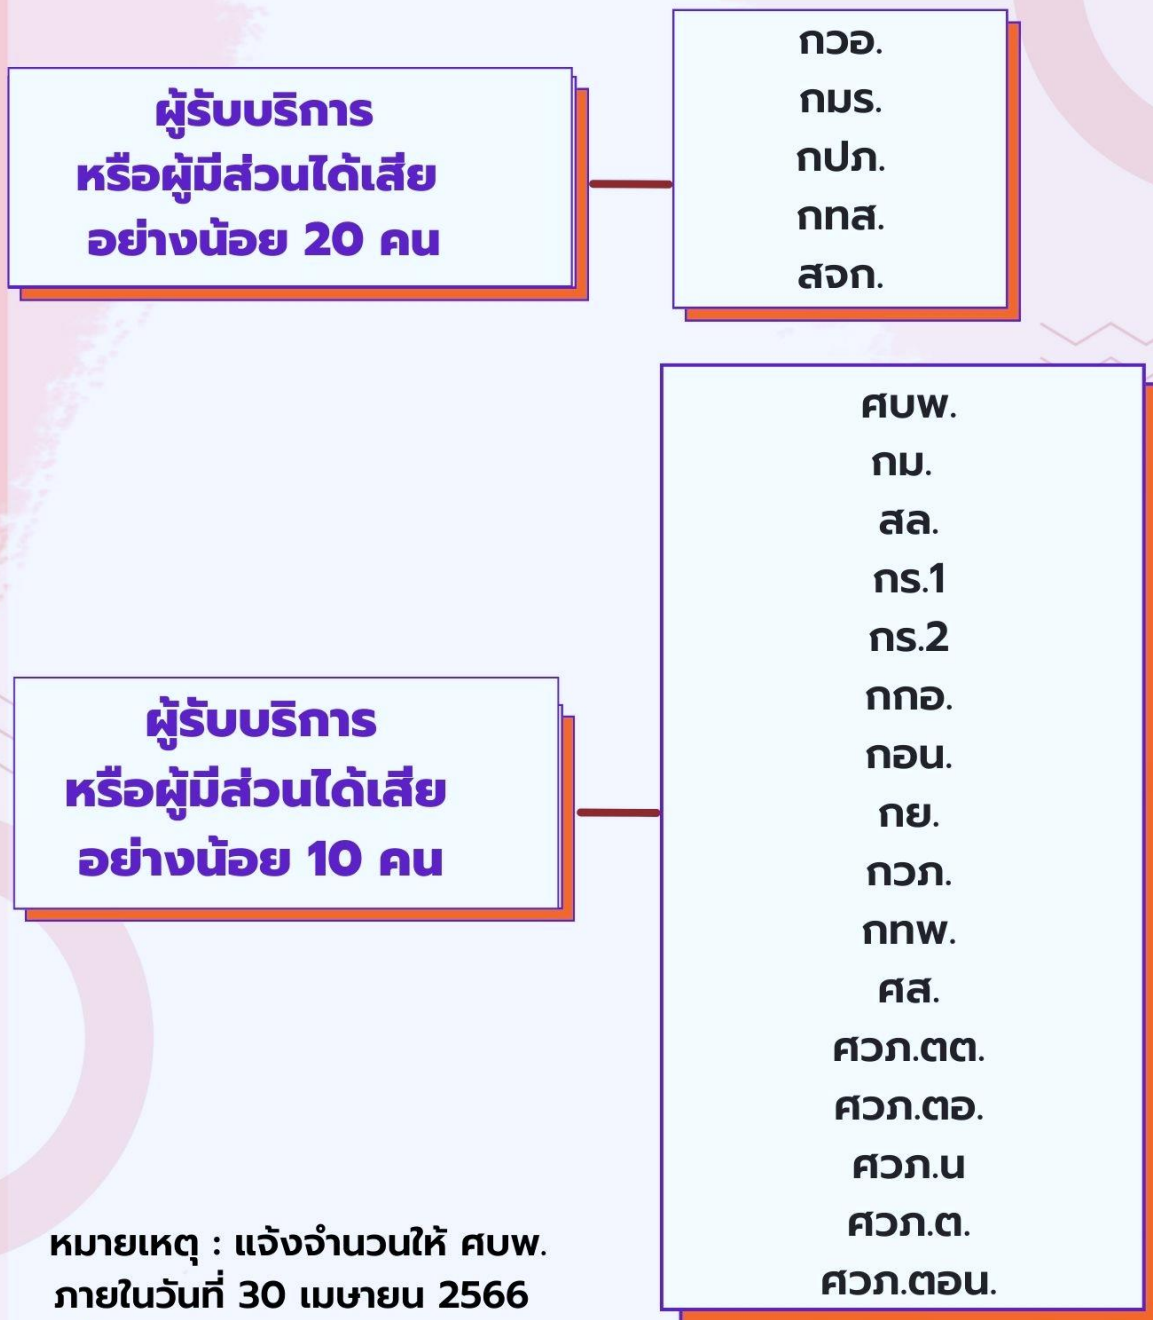 ผู้รับบริการ
หรือผู้มีส่วนได้เสีย
อย่างน้อย 20 คน
กวอ.
กมร.
กปภ.
กทส.
สจก.
ผู้รับบริการ
หรือผู้มีส่วนได้เสีย
อย่างน้อย 10 คน
ศบพ.
กม.
สล.
กร.1
กร.2
กกอ.
กอน.
กย.
กวภ.
กทพ.
ศส.
ศวภ.ตต.
ศวภ.ตอ.
ศวภ.น
ศวภ.ต.
ศวภ.ตอน.
หมายเหตุ : แจ้งจำนวนให้ ศบพ.
ภายในวันที่ 30 เมษายน 2566